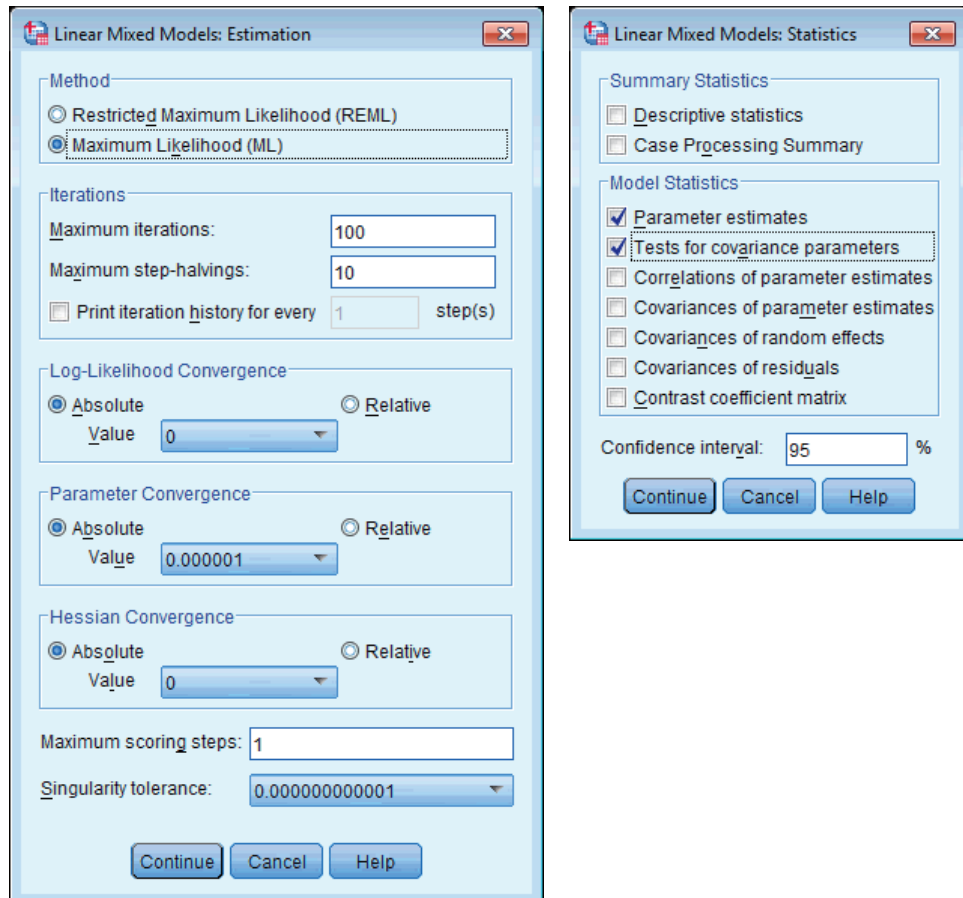 Linear Mixed Models: Estimation
Method
Restricted Maximum Likelihood (REML)
Maximum Likelihood (ML)
Iterations
Maximum iterations: 100
Maximum step-halvings: 10
Print iteration history for every 1 step(s)
Log-Likelihood Convergence
Absolute Relative
Value 0
Parameter Convergence
Absolute Relative
Value 0.000001
Hessian Convergence
Absolute Relative
Value 0
Maximum scoring steps: 1
Singularity tolerance: 0.000000000001
Continue Cancel Help
Linear Mixed Models: Statistics
Summary Statistics
Descriptive statistics
Case Processing Summary
Model Statistics
Parameter estimates
Tests for covariance parameters
Correlations of parameter estimates
Covariances of parameter estimates
Covariances of random effects
Covariances of residuals
Contrast coefficient matrix
Confidence interval: 95 %
Continue Cancel Help